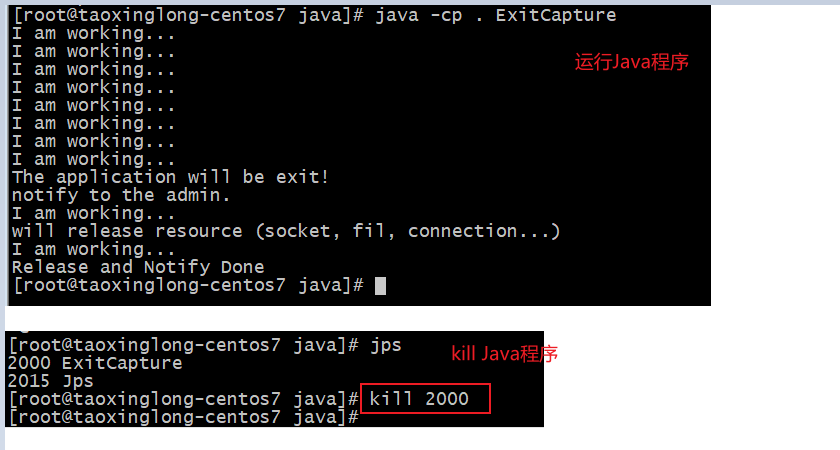 [root@taoxinglong-centos7 java]# java -cp . ExitCapture
I am working...
I am working...
I am working...
运行Java程序
I am working...
I am working...
I am working...
I am working...
I am working...
The application will be exit!
notify to the admin.
I am working...
will release resource (socket, fil, connection...)
I am working...
Release and Notify Done
[root@taoxinglong-centos7 java]#
[root@taoxinglong-centos7 java]# jps
kill Java程序
2000 ExitCapture
2015 Jps
[root@taoxinglong-centos7 java]# kill 2000
[root@taoxinglong-centos7 java]#